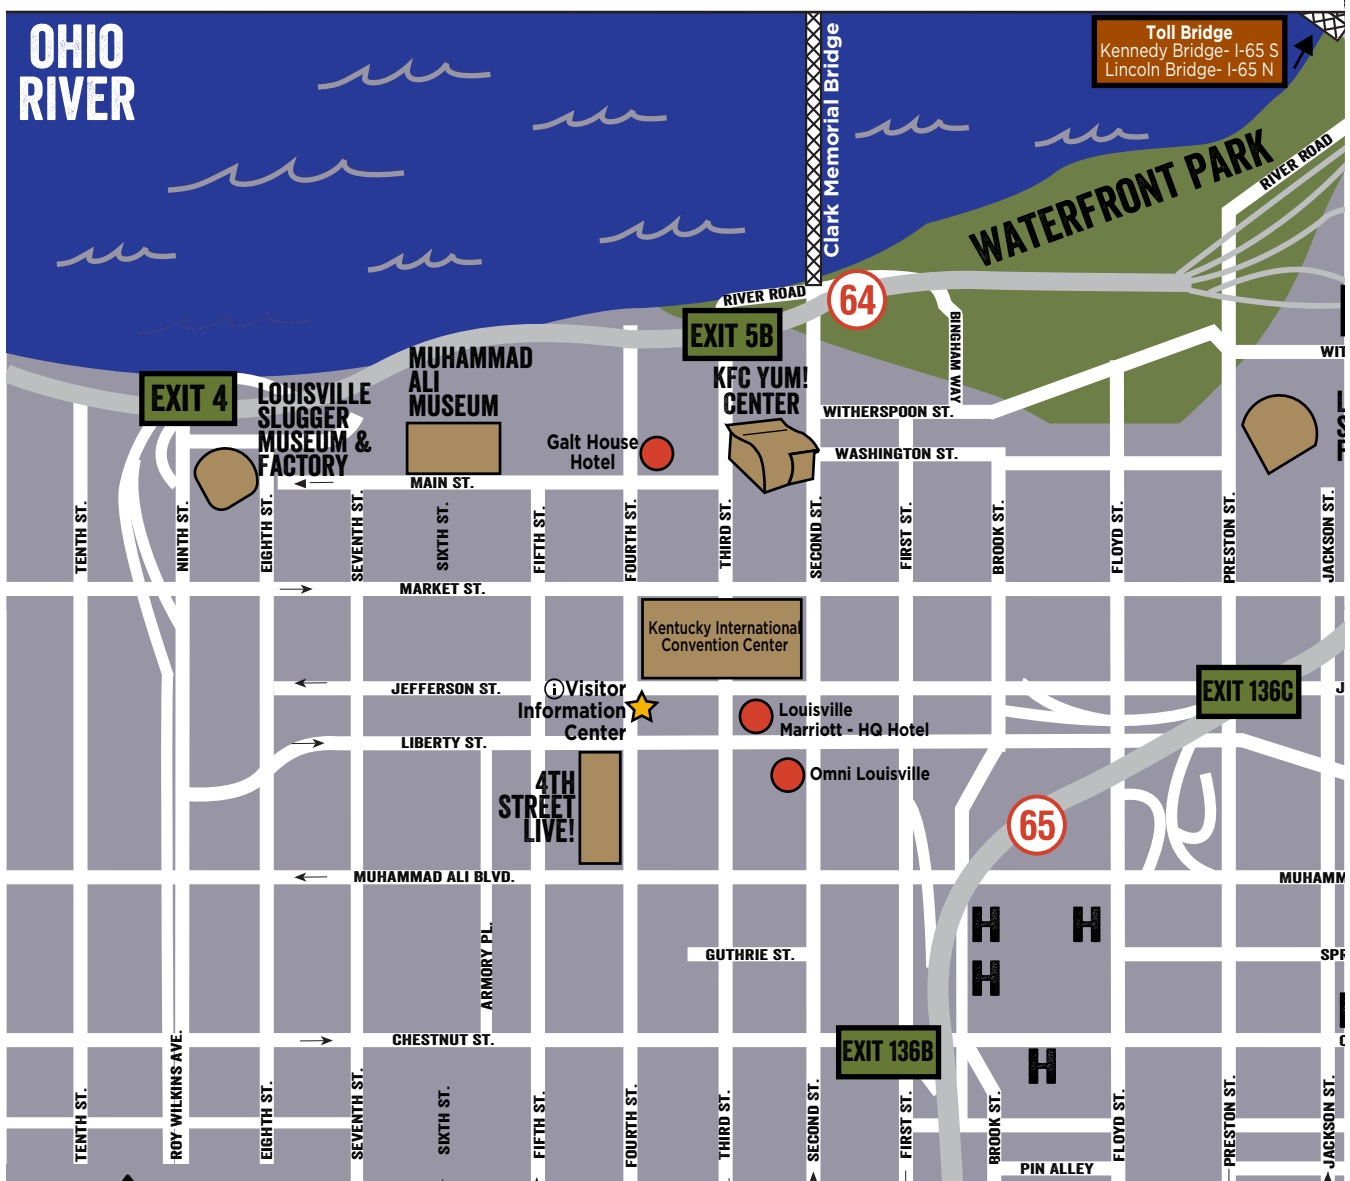 OHIO
RIVER
Clark Memorial Bridge
Toll Bridge
Kennedy Bridge- I-65 S
Lincoln Bridge- I-65 N
WATERFRONT PARK
RIVER ROAD
RIVER ROAD
64
EXIT 5B
BINGHAM WAY
EXIT 4
LOUISVILLE
SLUGGER
MUSEUM &
FACTORY
MUHAMMAD
ALI
MUSEUM
KFC YUM!
CENTER
Galt House
Hotel
WITHERSPOON ST.
WIT
WASHINGTON ST.
MAIN ST.
TENTH ST.
NINTH ST.
EIGHTH ST.
SEVENTH ST.
SIXTH ST.
FIFTH ST.
FOURTH ST.
THIRD ST.
SECOND ST.
FIRST ST.
BROOK ST.
FLOYD ST.
PRESTON ST.
JACKSON ST.
MARKET ST.
Kentucky International
Convention Center
JEFFERSON ST.
J
EXIT 136C
i Visitor
Information
Center
Louisville
Marriott - HQ Hotel
LIBERTY ST.
Omni Louisville
4TH
STREET
LIVE!
65
MUHAMMAD ALI BLVD.
MUHAMM
H
H
H
ARMORY PL.
GUTHRIE ST.
SPR
CHESTNUT ST.
EXIT 136B
H
TENTH ST.
ROY WILKINS AVE.
EIGHTH ST.
SEVENTH ST.
SIXTH ST.
FIFTH ST.
FOURTH ST.
THIRD ST.
SECOND ST.
FIRST ST.
BROOK ST.
FLOYD ST.
PRESTON ST.
JACKSON ST.
PIN ALLEY